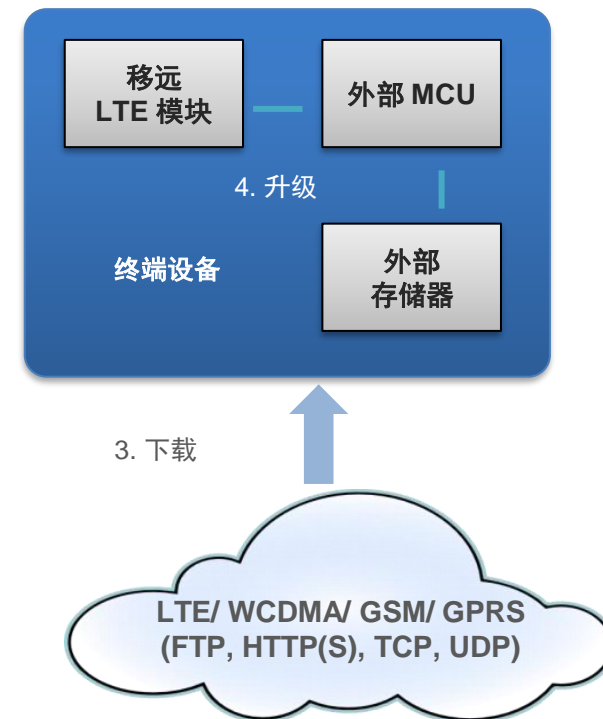 移远
LTE 模块
外部 MCU
4. 升级
终端设备
外部
存储器
3. 下载
LTE/ WCDMA/ GSM/ GPRS
(FTP, HTTP(S), TCP, UDP)